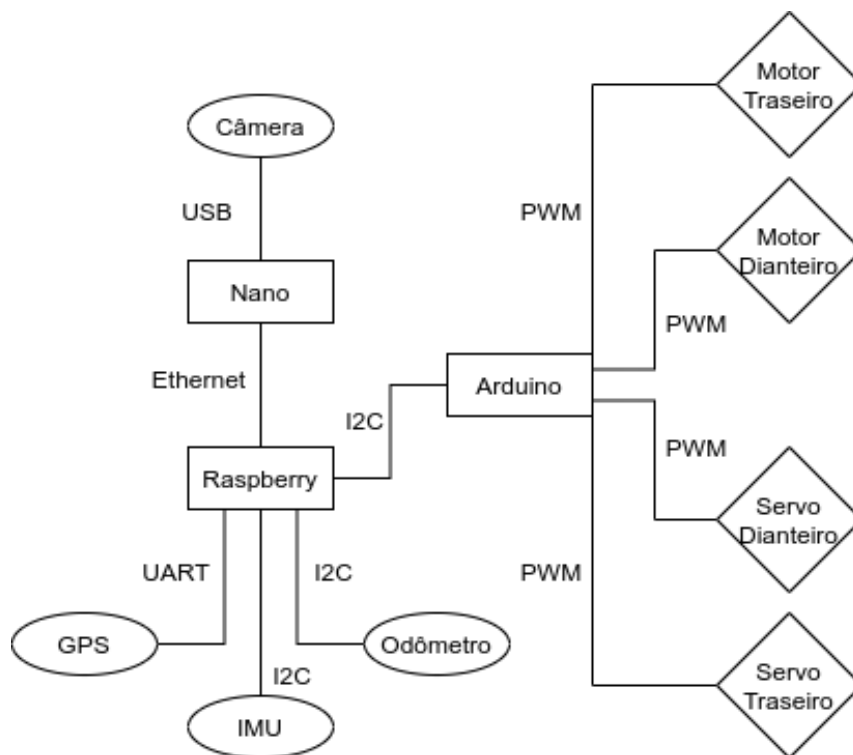 Motor
Traseiro
Câmera
USB
PWM
Motor
Dianteiro
Nano
PWM
Ethernet
Arduino
I2C
Raspberry
PWM
Servo
Dianteiro
UART
I2C
PWM
GPS
Odômetro
I2C
IMU
Servo
Traseiro